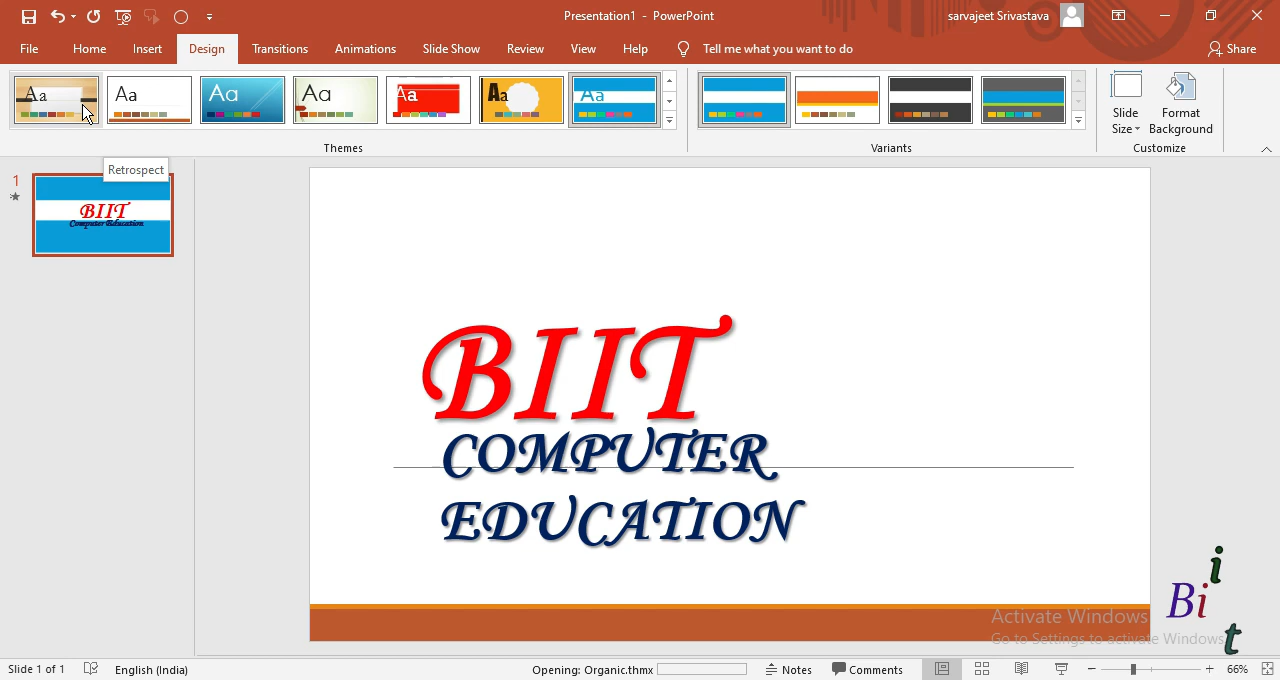 Presentation1 - PowerPoint
sarvajeet Srivastava
File Home Insert Design Transitions Animations Slide Show Review View Help Tell me what you want to do Share
Aa Aa Aa Aa Aa Aa Aa
Slide Size Format Background
Themes Variants Customize
Retrospect
1
BIIT
Computer Education
BIIT
COMPUTER
EDUCATION
Activate Windows
Go to Settings to activate Windows
Biit
Slide 1 of 1 English (India) Opening: Organic.thmx Notes Comments 66%